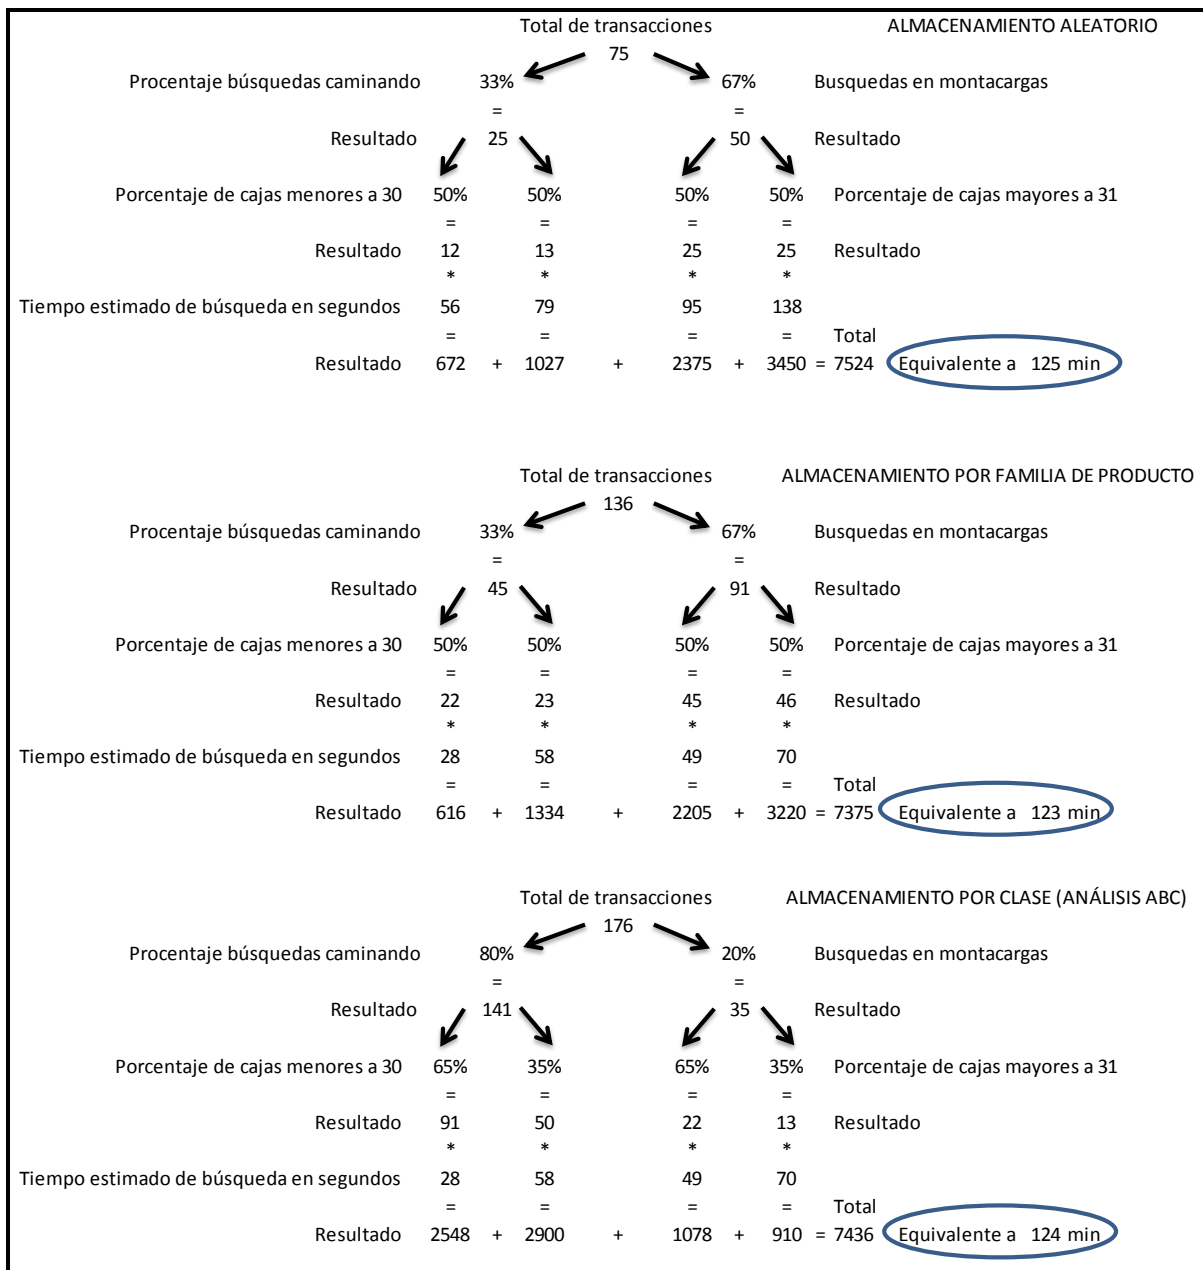 Total de transacciones ALMACENAMIENTO ALEATORIO
75
Procentaje búsquedas caminando 33% 67% Busquedas en montacargas
= =
Resultado 25 50 Resultado
Porcentaje de cajas menores a 30 50% 50% 50% 50% Porcentaje de cajas mayores a 31
= = = =
Resultado 12 13 25 25 Resultado
* * * *
Tiempo estimado de búsqueda en segundos 56 79 95 138
= = = = Total
Resultado 672 + 1027 + 2375 + 3450 = 7524 Equivalente a 125 min
Total de transacciones ALMACENAMIENTO POR FAMILIA DE PRODUCTO
136
Procentaje búsquedas caminando 33% 67% Busquedas en montacargas
= =
Resultado 45 91 Resultado
Porcentaje de cajas menores a 30 50% 50% 50% 50% Porcentaje de cajas mayores a 31
= = = =
Resultado 22 23 45 46 Resultado
* * * *
Tiempo estimado de búsqueda en segundos 28 58 49 70
= = = = Total
Resultado 616 + 1334 + 2205 + 3220 = 7375 Equivalente a 123 min
Total de transacciones ALMACENAMIENTO POR CLASE (ANÁLISIS ABC)
176
Procentaje búsquedas caminando 80% 20% Busquedas en montacargas
= =
Resultado 141 35 Resultado
Porcentaje de cajas menores a 30 65% 35% 65% 35% Porcentaje de cajas mayores a 31
= = = =
Resultado 91 50 22 13 Resultado
* * * *
Tiempo estimado de búsqueda en segundos 28 58 49 70
= = = = Total
Resultado 2548 + 2900 + 1078 + 910 = 7436 Equivalente a 124 min